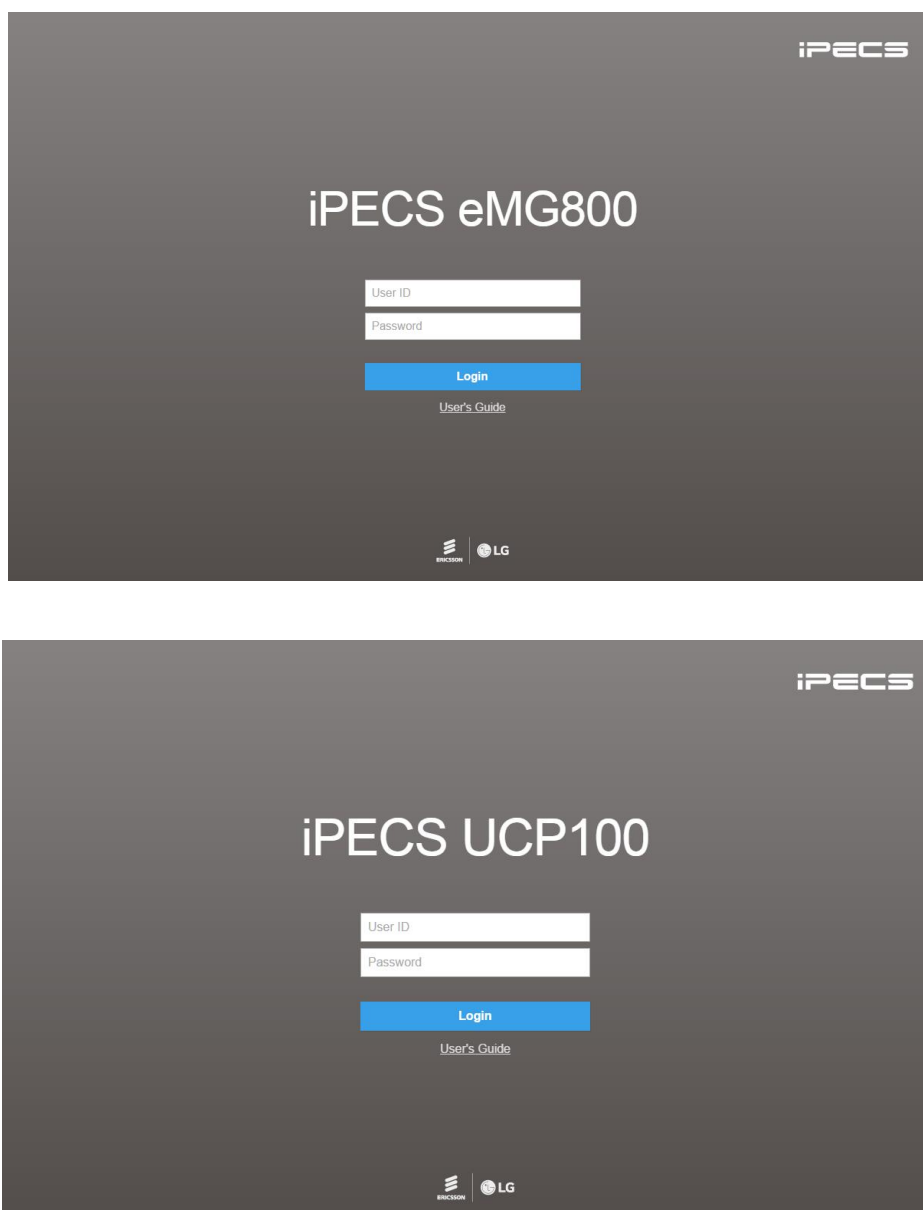 iPECS
iPECS eMG800
User ID
Password
Login
User's Guide
ERICSSON LG
iPECS
iPECS UCP100
User ID
Password
Login
User's Guide
ERICSSON LG